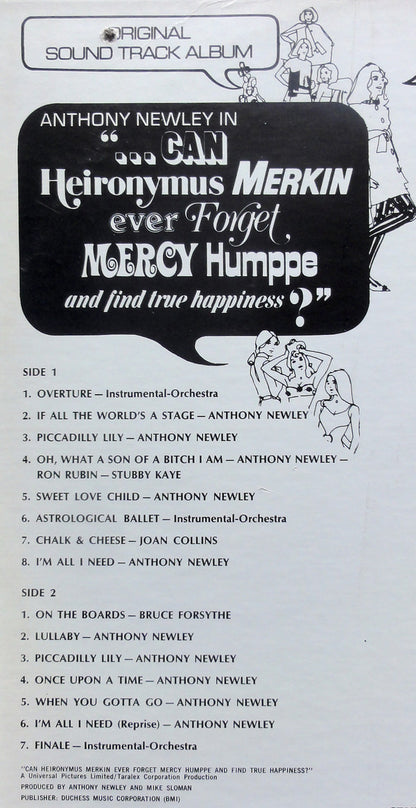 ORIGINAL
SOUND TRACK ALBUM
ANTHONY NEWLEY IN
"...CAN
Heironymus MERKIN
ever Forget,
MERCY Humppe
and find true happiness?"
SIDE 1
1. OVERTURE — Instrumental-Orchestra
2. IF ALL THE WORLD'S A STAGE — ANTHONY NEWLEY
3. PICCADILLY LILY — ANTHONY NEWLEY
4. OH, WHAT A SON OF A BITCH I AM — ANTHONY NEWLEY —
RON RUBIN — STUBBY KAYE
5. SWEET LOVE CHILD — ANTHONY NEWLEY
6. ASTROLOGICAL BALLET — Instrumental-Orchestra
7. CHALK & CHEESE — JOAN COLLINS
8. I'M ALL I NEED — ANTHONY NEWLEY
SIDE 2
1. ON THE BOARDS — BRUCE FORSYTHE
2. LULLABY — ANTHONY NEWLEY
3. PICCADILLY LILY — ANTHONY NEWLEY
4. ONCE UPON A TIME — ANTHONY NEWLEY
5. WHEN YOU GOTTA GO — ANTHONY NEWLEY
6. I'M ALL I NEED (Reprise) — ANTHONY NEWLEY
7. FINALE — Instrumental-Orchestra
"CAN HEIRONYMUS MERKIN EVER FORGET MERCY HUMPPE AND FIND TRUE HAPPINESS?"
A Universal Pictures Limited/Taralex Corporation Production
PRODUCED BY ANTHONY NEWLEY AND MIKE SLOMAN
PUBLISHER: DUCHESS MUSIC CORPORATION (BMI)